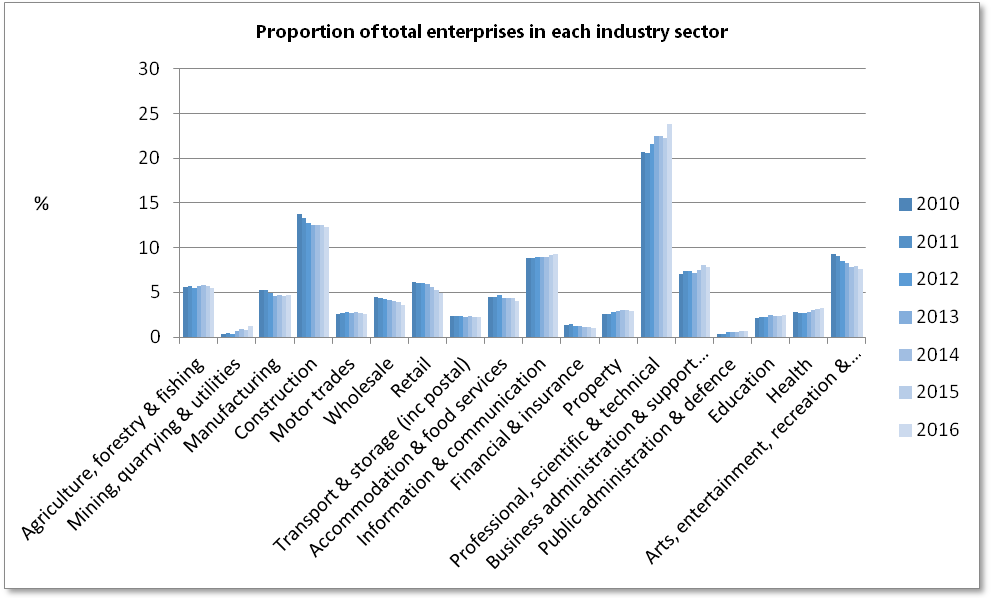 Proportion of total enterprises in each industry sector
30
25
20
15
10
5
0
%
Agriculture, forestry & fishing
Mining, quarrying & utilities
Manufacturing
Construction
Motor trades
Wholesale
Retail
Transport & storage (inc postal)
Accommodation & food services
Information & communication
Financial & insurance
Property
Professional, scientific & technical
Business administration & support...
Public administration & defence
Education
Health
Arts, entertainment, recreation &...
2010
2011
2012
2013
2014
2015
2016